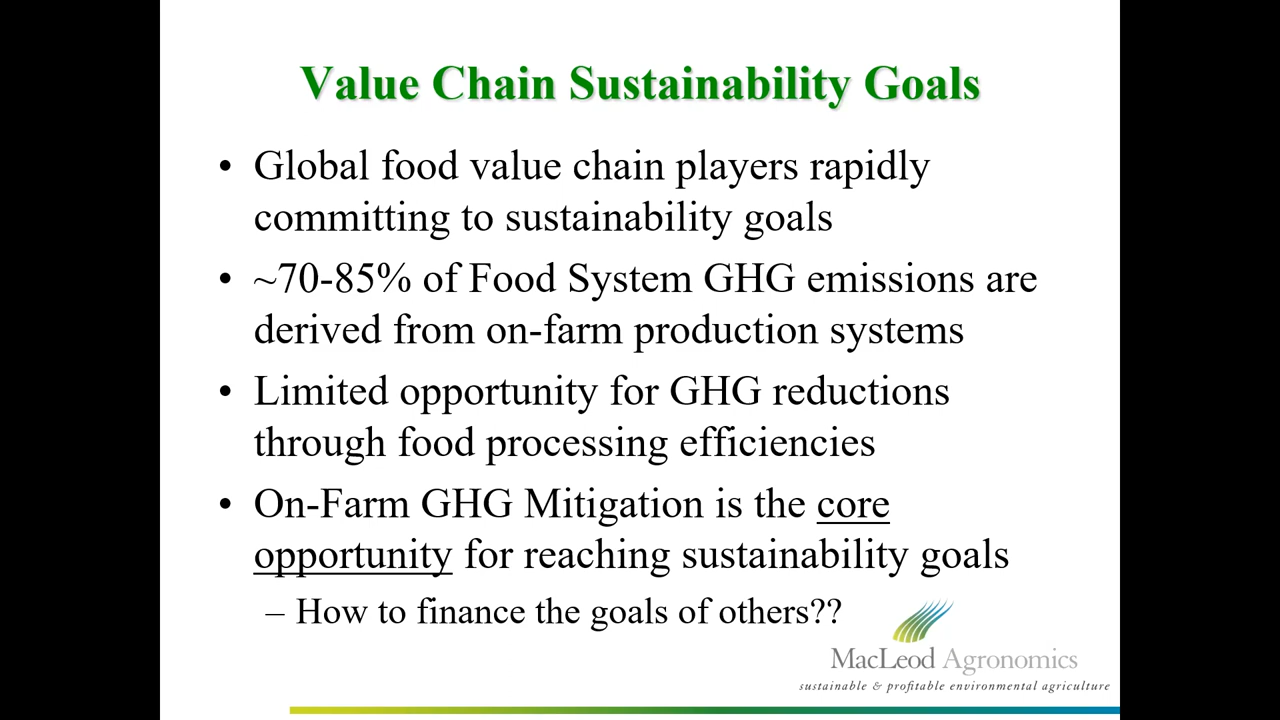 Value Chain Sustainability Goals
• Global food value chain players rapidly
committing to sustainability goals
• ~70-85% of Food System GHG emissions are
derived from on-farm production systems
• Limited opportunity for GHG reductions
through food processing efficiencies
• On-Farm GHG Mitigation is the core
opportunity for reaching sustainability goals
– How to finance the goals of others??
MacLeod Agronomics
sustainable & profitable environmental agriculture